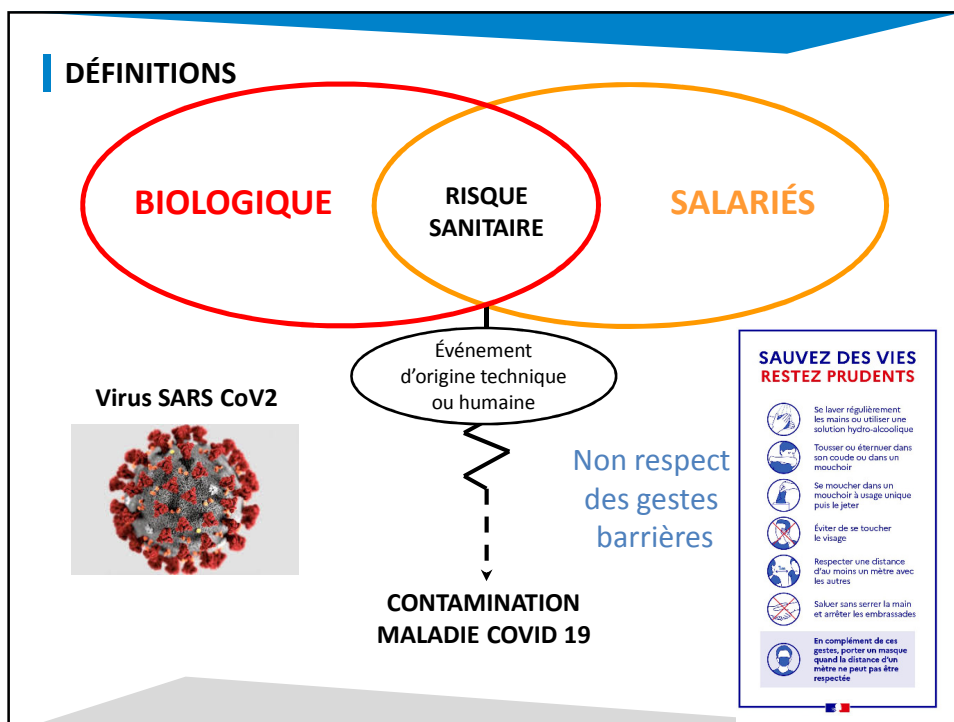 DÉFINITIONS
BIOLOGIQUE
RISQUE
SANITAIRE
SALARIÉS
Événement
d'origine technique
ou humaine
Virus SARS CoV2
Non respect
des gestes
barrières
CONTAMINATION
MALADIE COVID 19
SAUVEZ DES VIES
RESTEZ PRUDENTS
Se laver régulièrement
les mains ou utiliser une
solution hydro-alcoolique
Tousser ou éternuer dans
son coude ou dans un
mouchoir
Se moucher dans un
mouchoir à usage unique
puis le jeter
Éviter de se toucher
le visage
Respecter une distance
d'au moins un mètre avec
les autres
Saluer sans serrer la main
et arrêter les embrassades
En complément de ces
gestes, porter un masque
quand la distance d'un
mètre ne peut pas être
respectée